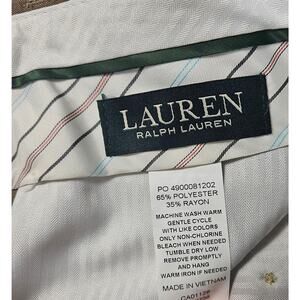 LAUREN
RALPH LAUREN
PO 4900081202
65% POLYESTER
35% RAYON
MACHINE WASH WARM
GENTLE CYCLE
WITH LIKE COLORS
ONLY NON-CHLORINE
BLEACH WHEN NEEDED
TUMBLE DRY LOW
REMOVE PROMPTLY
AND HANG
WARM IRON IF NEEDED
MADE IN VIETNAM